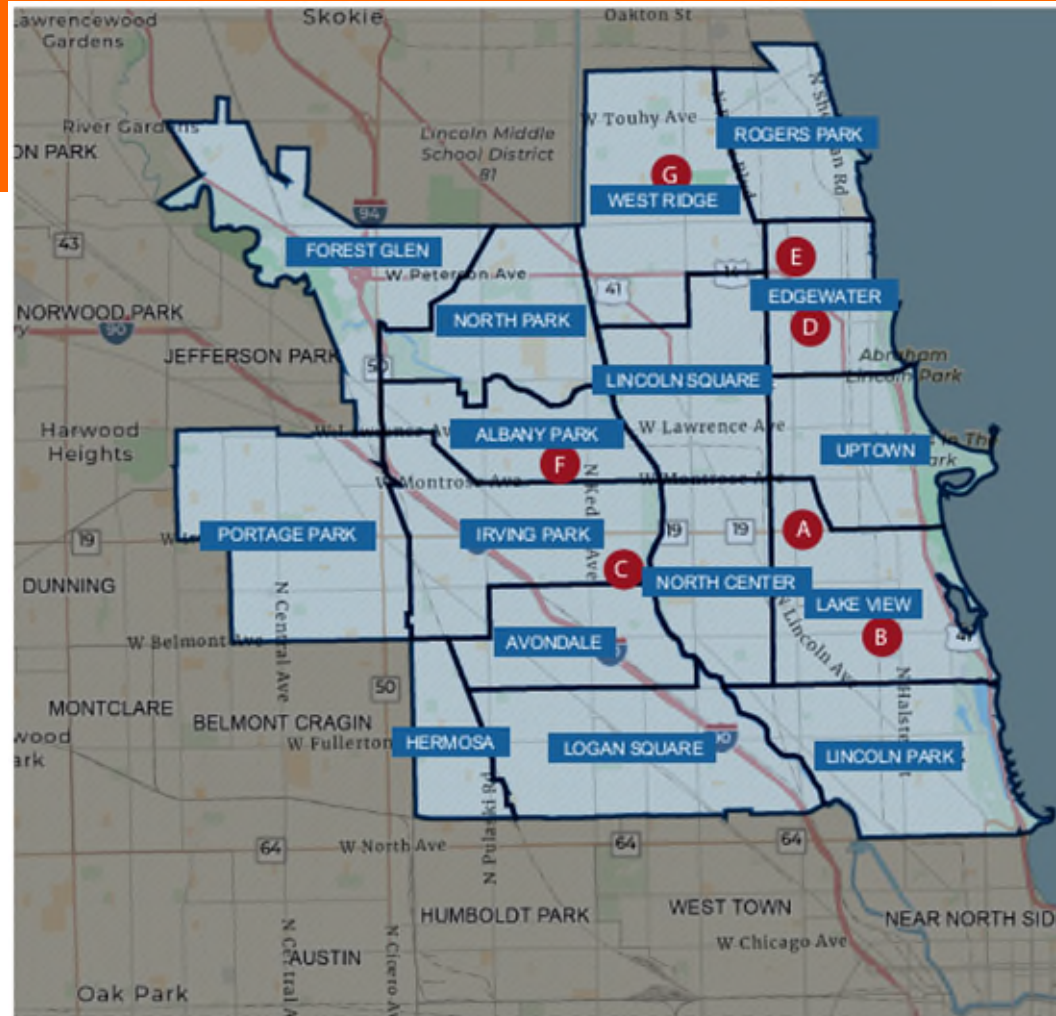 Lawrencewood
Gardens
Skokie
Oakton St
River Gardens
ON PARK
Lincoln Middle
School District
81
W Touhy Ave
ROGERS PARK
G
WEST RIDGE
94
43
FOREST GLEN
W Peterson Ave
41
14
E
EDGEWATER
NORWOOD PARK
90
NORTH PARK
D
JEFFERSON PARK
50
Abraham
Lincoln Park
LINCOLN SQUARE
Harwood
Heights
ALBANY PARK
W Lawrence Ave
UPTOWN
F
W Montrose Ave
19
PORTAGE PARK
IRVING PARK
19
19
A
C
NORTH CENTER
DUNNING
N Central Ave
LAKE VIEW
W Belmont Ave
AVONDALE
N Lincoln Ave
B
41
50
MONTCLARE
BELMONT CRAGIN
W Fullerton
HERMOSA
LOGAN SQUARE
90
LINCOLN PARK
N Pulaski Rd
64
W North Ave
64
64
HUMBOLDT PARK
WEST TOWN
NEAR NORTH SID
W Chicago Ave
AUSTIN
Oak Park